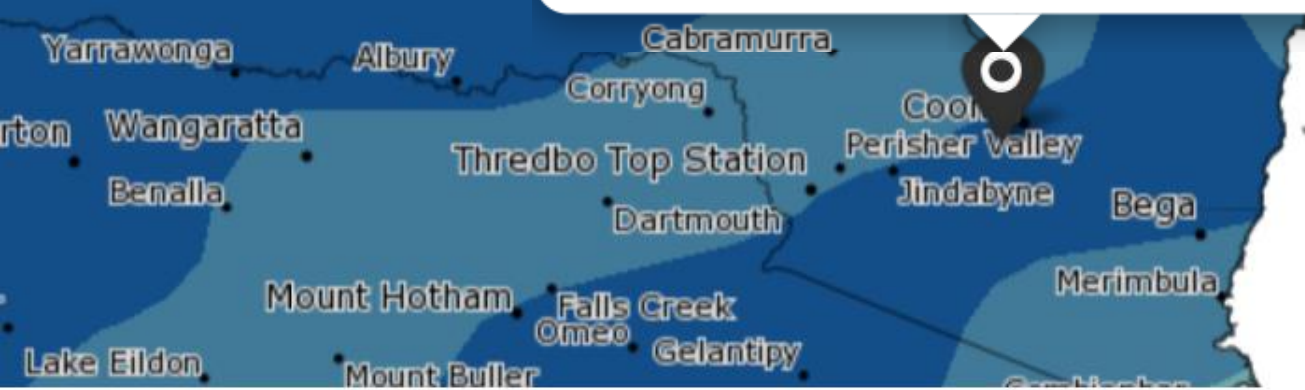 Cabramurra
Yarrawonga
Albury
Corryong
Wangaratta
Perisher Valley
Thredbo Top Station
Benalla
Jindabyne
Bega
Dartmouth
Merimbula
Mount Hotham
Falls Creek
Omeo
Gelantipy
Lake Eildon
Mount Buller